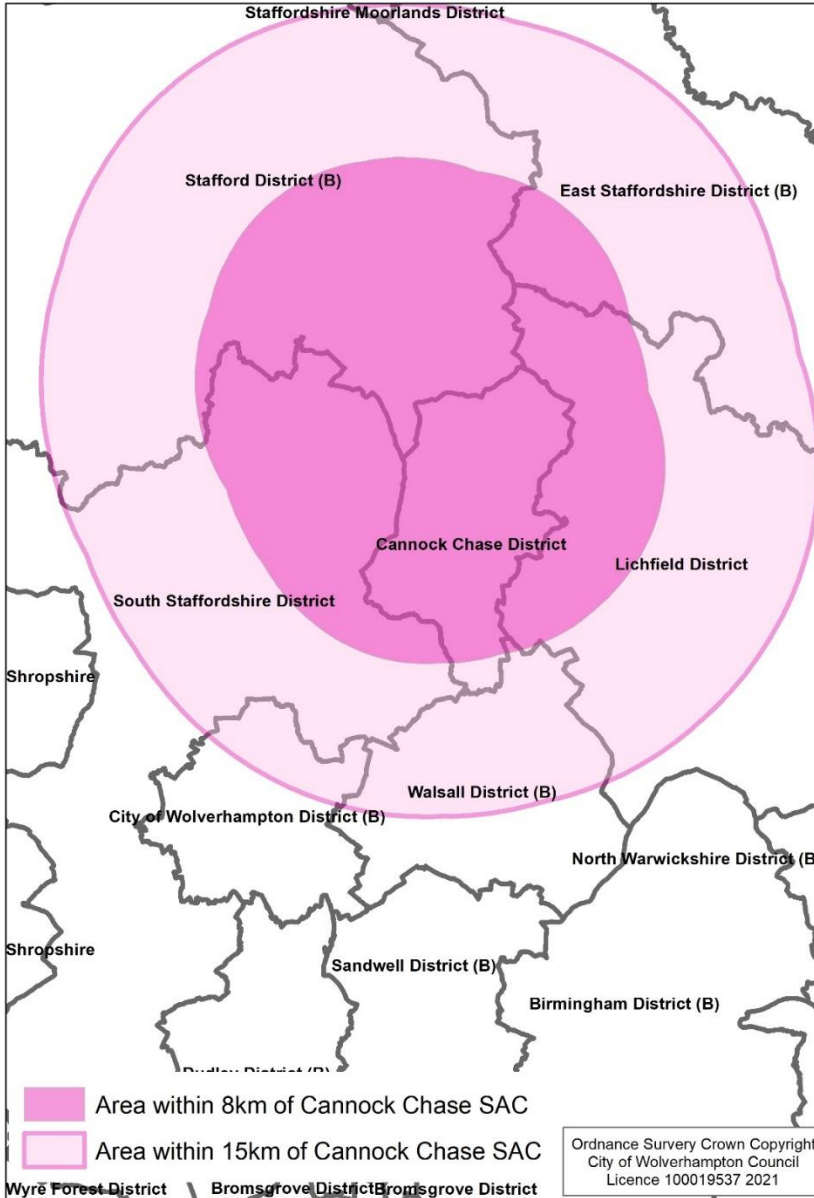 Staffordshire Moorlands District
Stafford District (B)
East Staffordshire District (B)
Cannock Chase District
Lichfield District
South Staffordshire District
Shropshire
Walsall District (B)
City of Wolverhampton District (B)
North Warwickshire District (B
Shropshire
Sandwell District (B)
Birmingham District (B)
Dudley District (B)
Area within 8km of Cannock Chase SAC
Area within 15km of Cannock Chase SAC
Ordnance Survery Crown Copyright
City of Wolverhampton Council
Licence 100019537 2021
Wyre Forest District
Bromsgrove District
Bromsgrove District